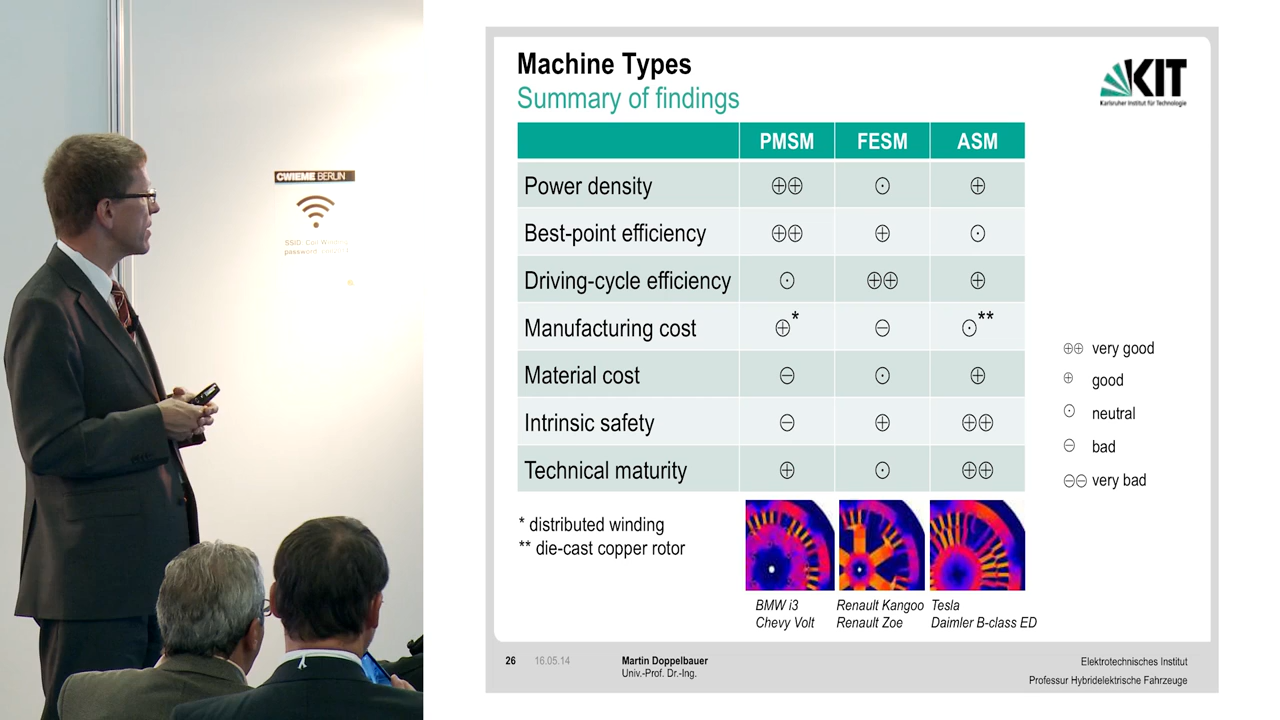 CWIEME BERLIN
Machine Types
Summary of findings
KIT
Karlsruher Institut für Technologie
PMSM FESM ASM
Power density ⊕⊕ ⊙ ⊕
Best-point efficiency ⊕⊕ ⊕ ⊙
Driving-cycle efficiency ⊙ ⊕⊕ ⊕
Manufacturing cost ⊕* ⊖ ⊙**
Material cost ⊖ ⊙ ⊕
Intrinsic safety ⊖ ⊕ ⊕⊕
Technical maturity ⊕ ⊙ ⊕⊕
⊕⊕ very good
⊕ good
⊙ neutral
⊖ bad
⊖⊖ very bad
* distributed winding
** die-cast copper rotor
BMW i3
Chevy Volt
Renault Kangoo
Renault Zoe
Tesla
Daimler B-class ED
26 16.05.14
Martin Doppelbauer
Univ.-Prof. Dr.-Ing.
Elektrotechnisches Institut
Professur Hybridelektrische Fahrzeuge